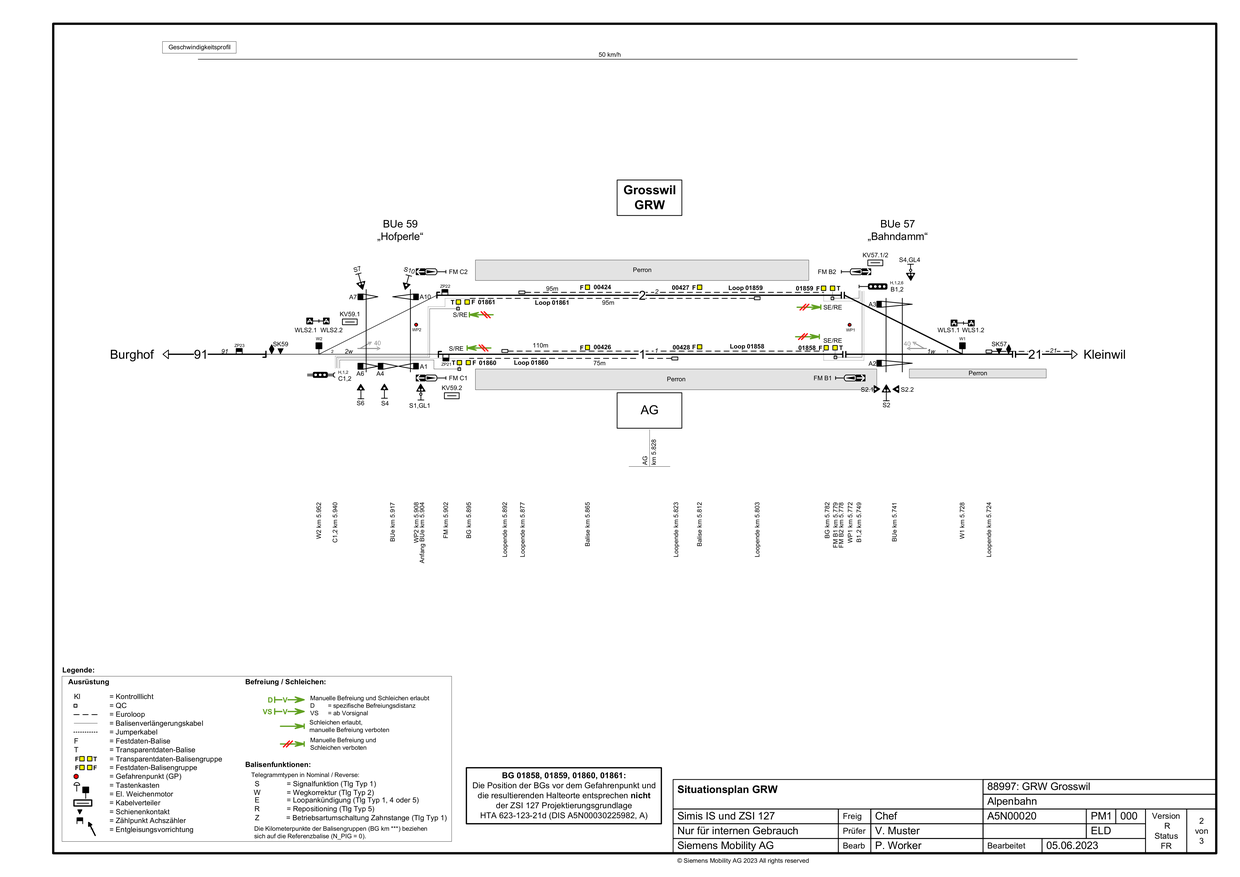 Geschwindigkeitsprofil
50 km/h
Grosswil
GRW
BUe 59
„Hofperle“
BUe 57
„Bahndamm“
KV57.1/2
S4,GL4
S7
S10
FM C2
Perron
FM B2
H,1,2,6
B1,2
A7
A10
ZP22
95m
F 00424
2
2
00427 F
Loop 01859
01859 F T
A3
T F 01861
Loop 01861
95m
S/RE
SE/RE
KV59.1
WLS2.1 WLS2.2
WP2
WP1
WLS1.1 WLS1.2
W2
40
SE/RE
40
W1
Burghof
91
91
ZP23
SK59
2
2w
S/RE
110m
F 00426
1
1
00428 F
Loop 01858
01858 F T
1w
1
SK57
21
21
Kleinwil
H,1,2
C1,2
A6
A4
A1
ZP21
T F 01860
Loop 01860
75m
A2
FM C1
Perron
FM B1
Perron
KV59.2
S6
S4
S1,GL1
S2.1
S2.2
S2
AG
AG
km 5.828
W2 km 5.952
C1,2 km 5.940
BUe km 5.917
WP2 km 5.908
Anfang BUe km 5.904
FM km 5.902
BG km 5.895
Loopende km 5.892
Loopende km 5.877
Balise km 5.865
Loopende km 5.823
Balise km 5.812
Loopende km 5.803
BG km 5.782
FM B1 km 5.779
FM B2 km 5.778
WP1 km 5.772
B1,2 km 5.749
BUe km 5.741
W1 km 5.728
Loopende km 5.724
Legende:
Ausrüstung
Kl = Kontrolllicht
= QC
= Euroloop
= Balisenverlängerungskabel
= Jumperkabel
F = Festdaten-Balise
T = Transparentdaten-Balise
F T = Transparentdaten-Balisengruppe
F F = Festdaten-Balisengruppe
= Gefahrenpunkt (GP)
= Tastenkasten
= El. Weichenmotor
= Kabelverteiler
= Schienenkontakt
= Zählpunkt Achszähler
= Entgleisungsvorrichtung
Befreiung / Schleichen:
D V Manuelle Befreiung und Schleichen erlaubt
D = spezifische Befreiungsdistanz
VS V VS = ab Vorsignal
Schleichen erlaubt,
manuelle Befreiung verboten
Manuelle Befreiung und
Schleichen verboten
Balisenfunktionen:
Telegrammtypen in Nominal / Reverse:
S = Signalfunktion (Tlg Typ 1)
W = Wegkorrektur (Tlg Typ 2)
E = Loopankündigung (Tlg Typ 1, 4 oder 5)
R = Repositioning (Tlg Typ 5)
Z = Betriebsartumschaltung Zahnstange (Tlg Typ 1)
Die Kilometerpunkte der Balisengruppen (BG km ***) beziehen
sich auf die Referenzbalise (N_PIG = 0).
BG 01858, 01859, 01860, 01861:
Die Position der BGs vor dem Gefahrenpunkt und
die resultierenden Halteorte entsprechen nicht
der ZSI 127 Projektierungsgrundlage
HTA 623-123-21d (DIS A5N00030225982, A)
Situationsplan GRW
88997: GRW Grosswil
Alpenbahn
Simis IS und ZSI 127
Freig Chef
A5N00020
PM1 000
Nur für internen Gebrauch
Prüfer V. Muster
ELD
Siemens Mobility AG
Bearb P. Worker
Bearbeitet 05.06.2023
Version
R
Status
FR
2
von
3
© Siemens Mobility AG 2023 All rights reserved